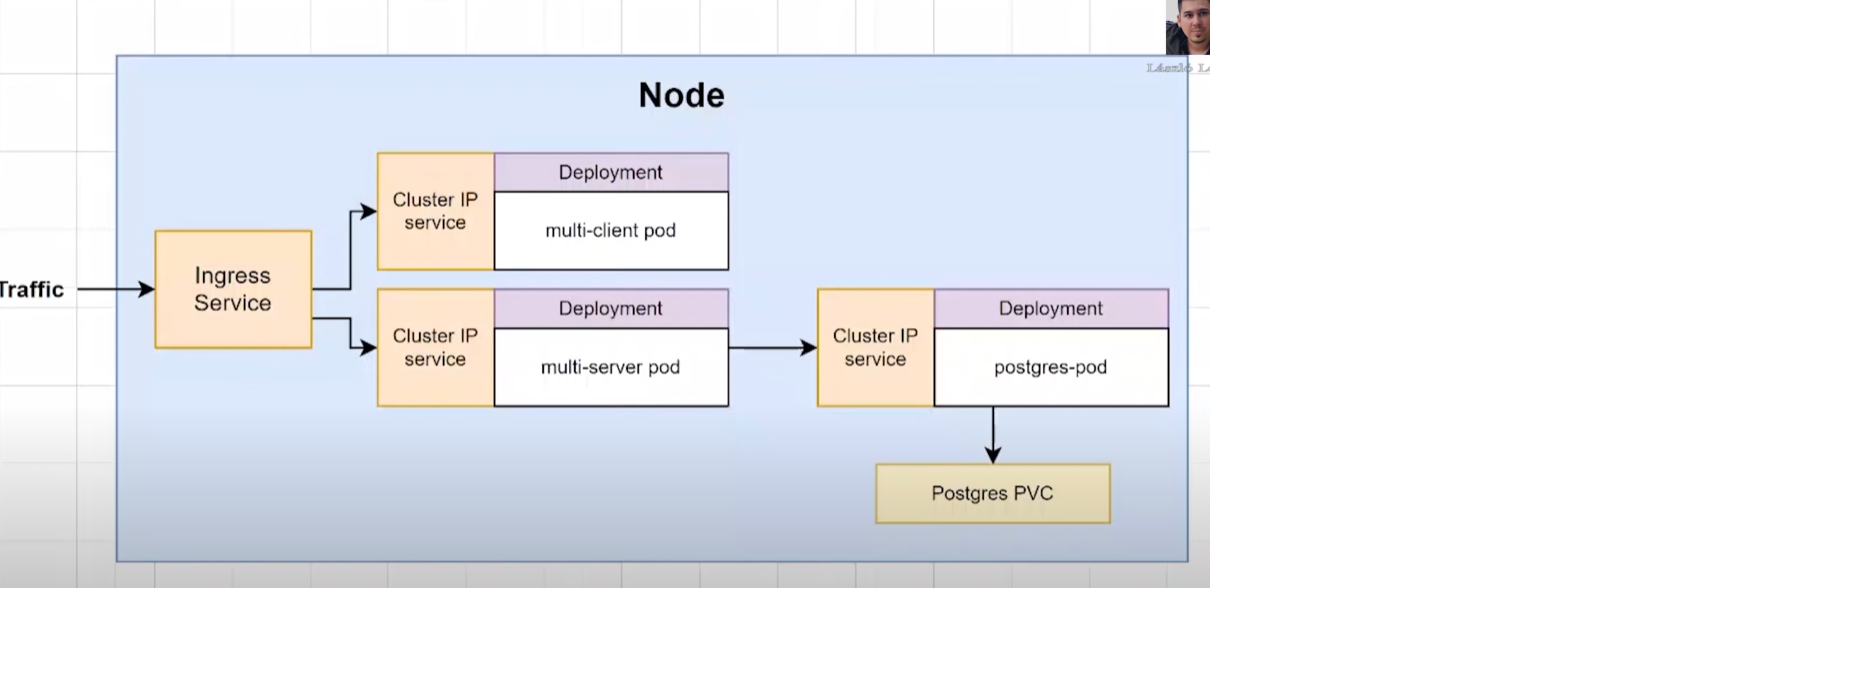 László
Node
Deployment
Cluster IP
service
multi-client pod
Traffic
Ingress
Service
Deployment
Cluster IP
service
multi-server pod
Deployment
Cluster IP
service
postgres-pod
Postgres PVC